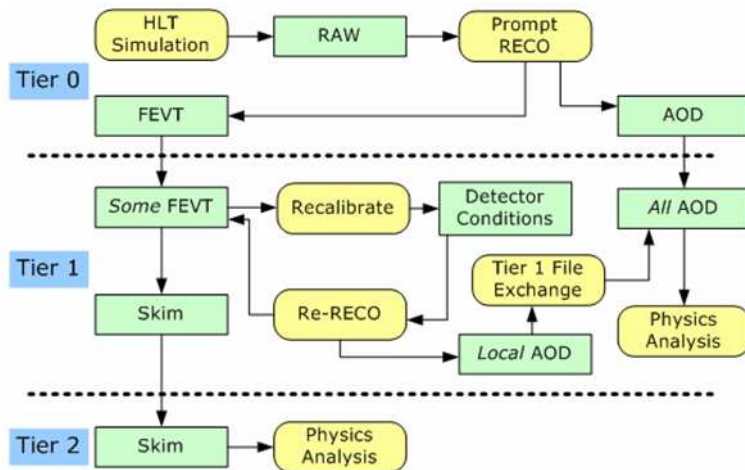 HLT
Simulation
RAW
Prompt
RECO
Tier 0
FEVT
AOD
Some FEVT
Recalibrate
Detector
Conditions
All AOD
Tier 1
Tier 1 File
Exchange
Skim
Re-RECO
Local AOD
Physics
Analysis
Tier 2
Skim
Physics
Analysis